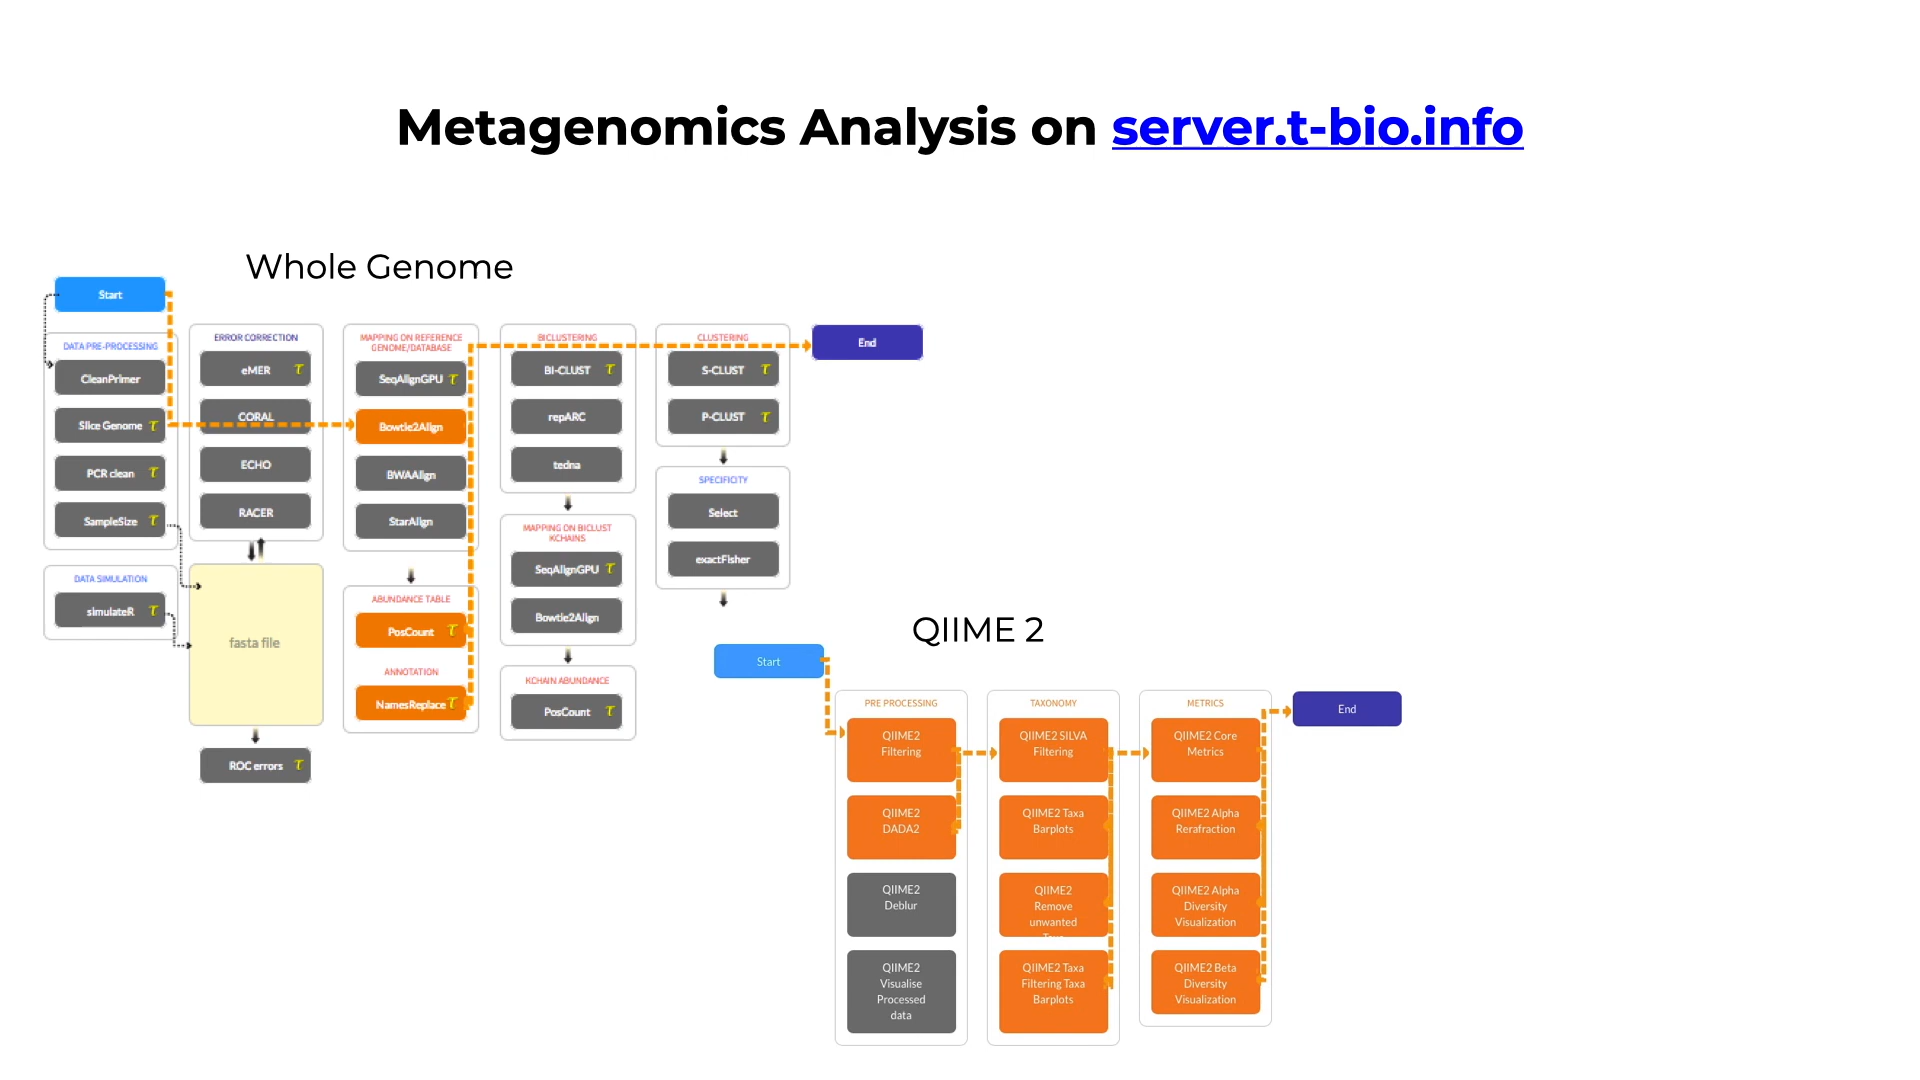 Metagenomics Analysis on server.t-bio.info
Whole Genome
Start
DATA PRE-PROCESSING
CleanPrimer
Slice Genome τ
PCR clean τ
SampleSize τ
DATA SIMULATION
simulateR τ
ERROR CORRECTION
eMER τ
CORAL
ECHO
RACER
fasta file
ROC errors τ
MAPPING ON REFERENCE
GENOME/DATABASE
SeqAlignGPU τ
Bowtie2Align
BWAAlign
StarAlign
ABUNDANCE TABLE
PosCount τ
ANNOTATION
NamesReplace τ
BICLUSTERING
BI-CLUST τ
repARC
tedna
MAPPING ON BICLUST
KCHAINS
SeqAlignGPU τ
Bowtie2Align
KCHAIN ABUNDANCE
PosCount τ
CLUSTERING
S-CLUST τ
P-CLUST τ
SPECIFICITY
Select
exactFisher
End
QIIME 2
Start
PRE PROCESSING
QIIME2
Filtering
QIIME2
DADA2
QIIME2
Deblur
QIIME2
Visualise
Processed
data
TAXONOMY
QIIME2 SILVA
Filtering
QIIME2 Taxa
Barplots
QIIME2
Remove
unwanted
QIIME2 Taxa
Filtering Taxa
Barplots
METRICS
QIIME2 Core
Metrics
QIIME2 Alpha
Rerafraction
QIIME2 Alpha
Diversity
Visualization
QIIME2 Beta
Diversity
Visualization
End